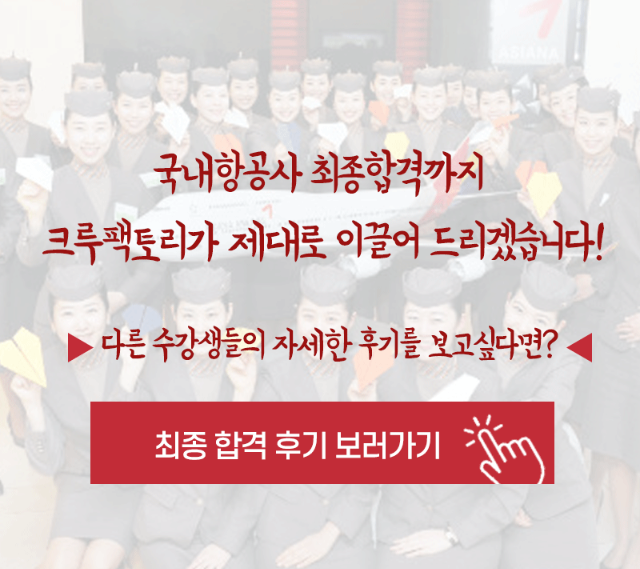 ASIANA
국내항공사 최종합격까지
크루팩토리가 제대로 이끌어 드리겠습니다!
다른 수강생들의 자세한 후기를 보고싶다면?
최종 합격 후기 보러가기